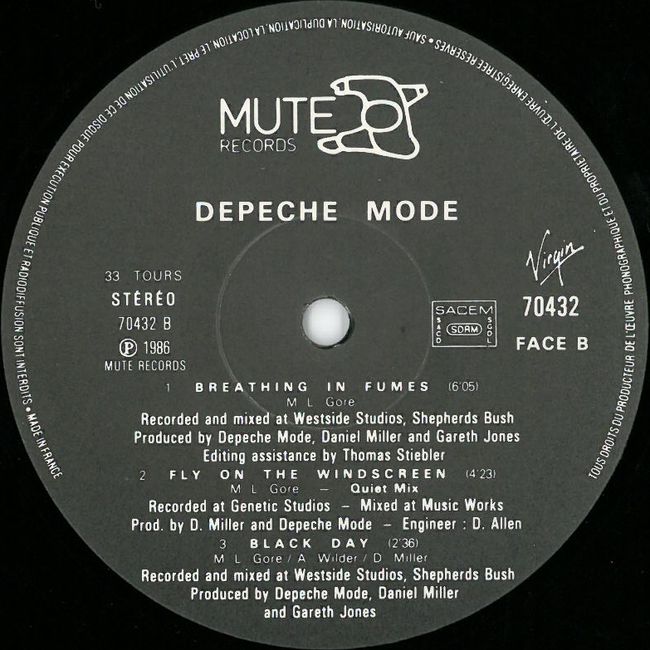 TOUS DROITS DU PRODUCTEUR DE L'ŒUVRE PHONOGRAPHIQUE ET DU PROPRIETAIRE DE L'ŒUVRE ENREGISTREE RESERVES • SAUF AUTORISATION, LA DUPLICATION, LA LOCATION, LE PRET, L'UTILISATION DE CE DISQUE POUR EXECUTION PUBLIQUE ET RADIODIFFUSION SONT INTERDITS • MADE IN FRANCE
MUTE
RECORDS
DEPECHE MODE
Virgin
33 TOURS
STÉRÉO
70432 B
℗ 1986
MUTE RECORDS
SACEM
SACD SDRM SGDL
70432
FACE B
1 BREATHING IN FUMES (6'05)
M L Gore
Recorded and mixed at Westside Studios, Shepherds Bush
Produced by Depeche Mode, Daniel Miller and Gareth Jones
Editing assistance by Thomas Stiebler
2 FLY ON THE WINDSCREEN (4'23)
M L Gore – Quiet Mix
Recorded at Genetic Studios – Mixed at Music Works
Prod. by D. Miller and Depeche Mode – Engineer : D. Allen
3 BLACK DAY (2'36)
M L Gore / A Wilder / D Miller
Recorded and mixed at Westside Studios, Shepherds Bush
Produced by Depeche Mode, Daniel Miller
and Gareth Jones